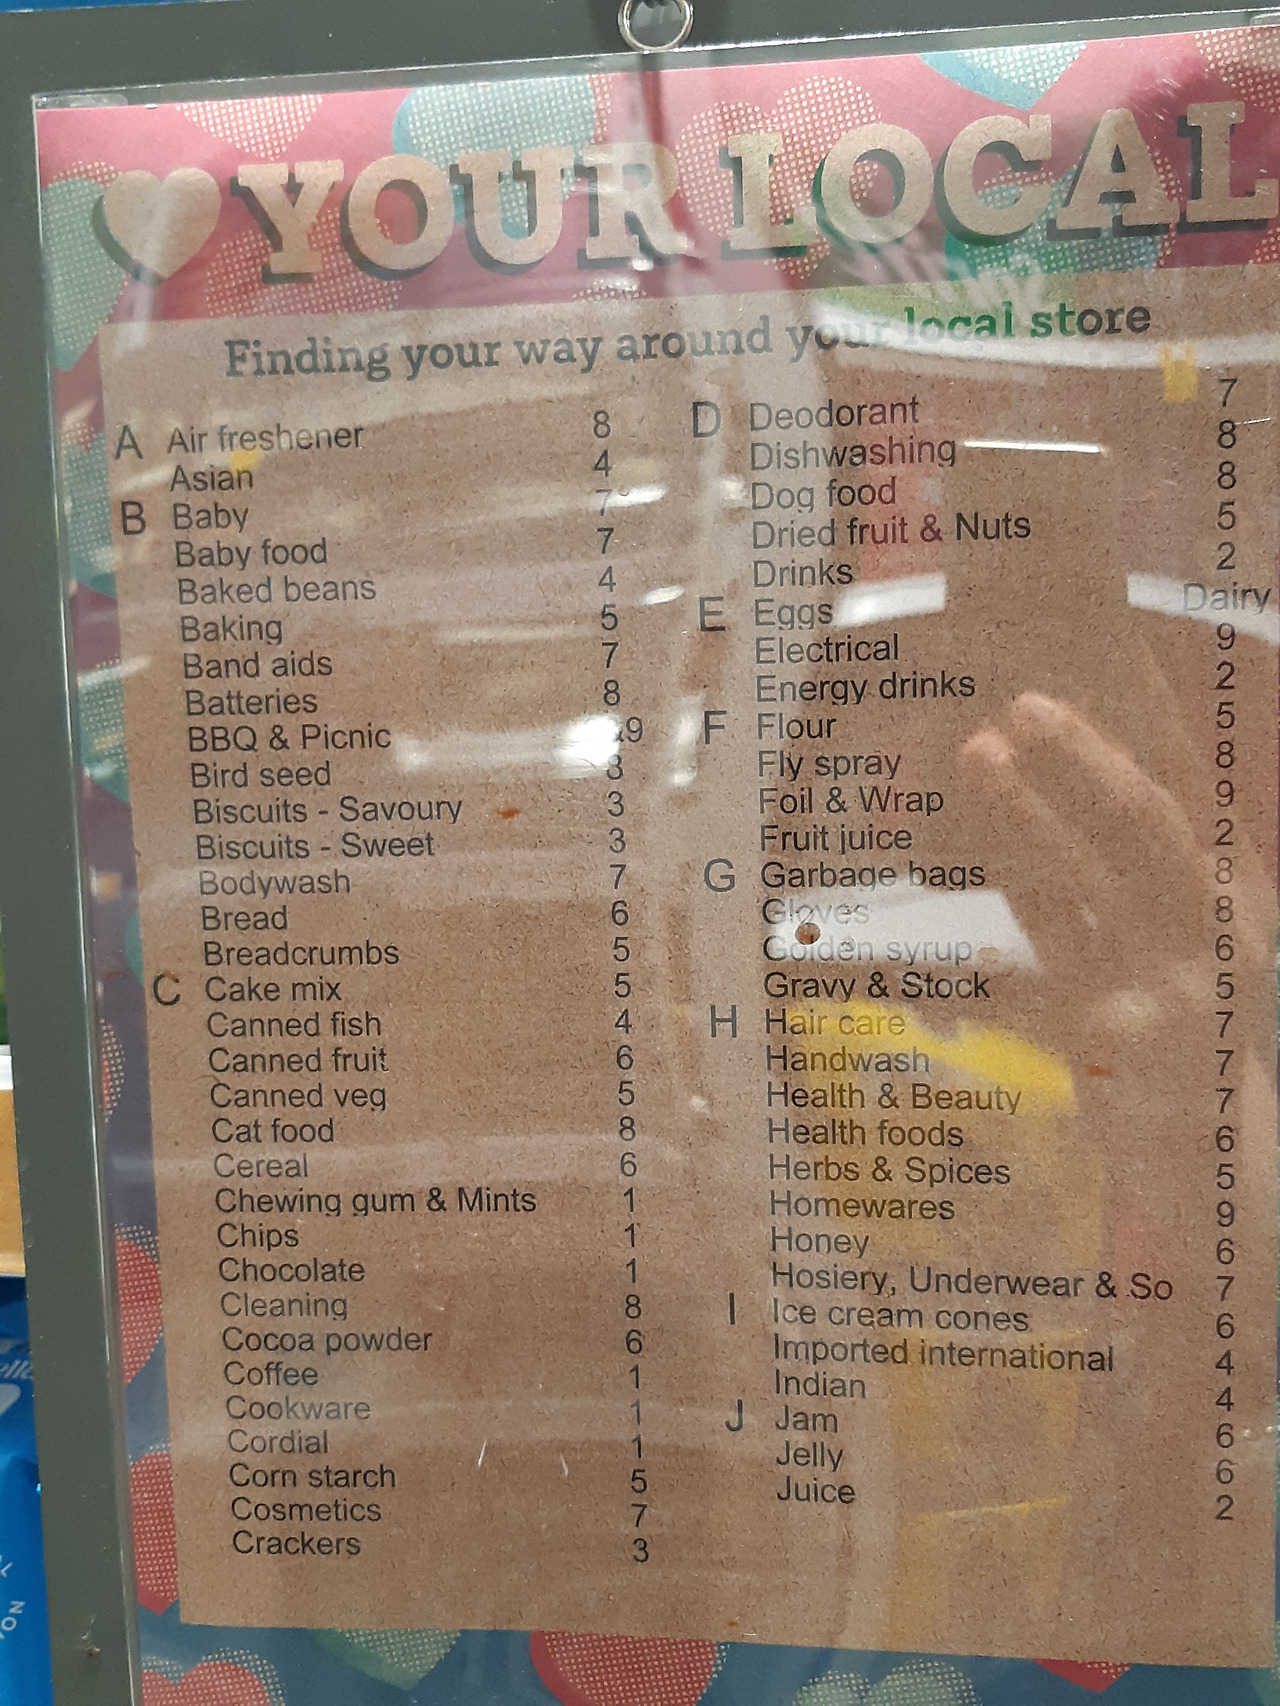 YOUR LOCAL
Finding your way around your local store
A Air freshener 8
Asian 4
B Baby 7
Baby food 7
Baked beans 4
Baking 5
Band aids 7
Batteries 8
BBQ & Picnic &9
Bird seed 8
Biscuits - Savoury 3
Biscuits - Sweet 3
Bodywash 7
Bread 6
Breadcrumbs 5
C Cake mix 5
Canned fish 4
Canned fruit 6
Canned veg 5
Cat food 8
Cereal 6
Chewing gum & Mints 1
Chips 1
Chocolate 1
Cleaning 8
Cocoa powder 6
Coffee 1
Cookware 1
Cordial 1
Corn starch 5
Cosmetics 7
Crackers 3
D Deodorant 7
Dishwashing 8
Dog food 8
Dried fruit & Nuts 5
Drinks 2
E Eggs Dairy
Electrical 9
Energy drinks 2
F Flour 5
Fly spray 8
Foil & Wrap 9
Fruit juice 2
G Garbage bags 8
Gloves 8
Golden syrup 6
Gravy & Stock 5
H Hair care 7
Handwash 7
Health & Beauty 7
Health foods 6
Herbs & Spices 5
Homewares 9
Honey 6
Hosiery, Underwear & So 7
I Ice cream cones 6
Imported international 4
Indian 4
J Jam 6
Jelly 6
Juice 2